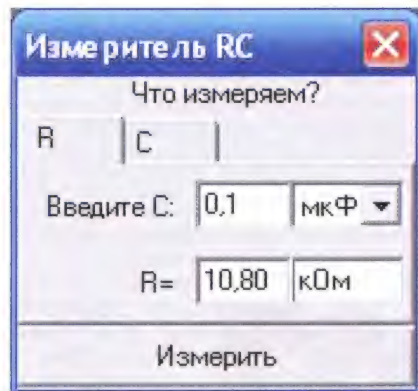 Измеритель RC
Что измеряем?
R C
Введите C: 0,1 мкФ
R= 10,80 кОм
Измерить